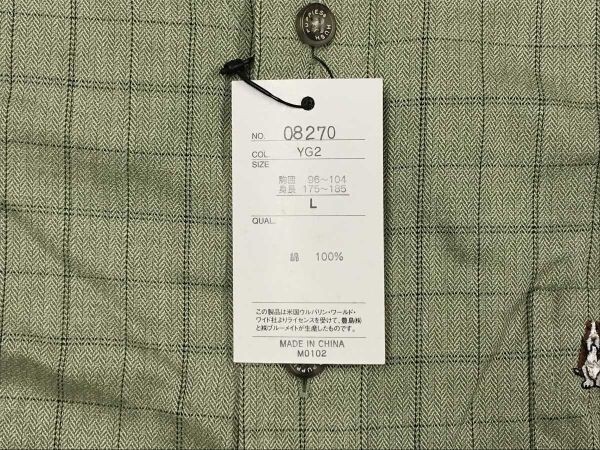 HUSH PUPPIES
NO. 08270
COL. YG2
SIZE
胸囲 96~104
身長 175~185
L
QUAL.
綿 100%
この製品は米国ウルバリン・ワールド・
ワイド社よりライセンスを受けて、豊島㈱
と㈱ブルーメイトが生産したものです。
MADE IN CHINA
M0102